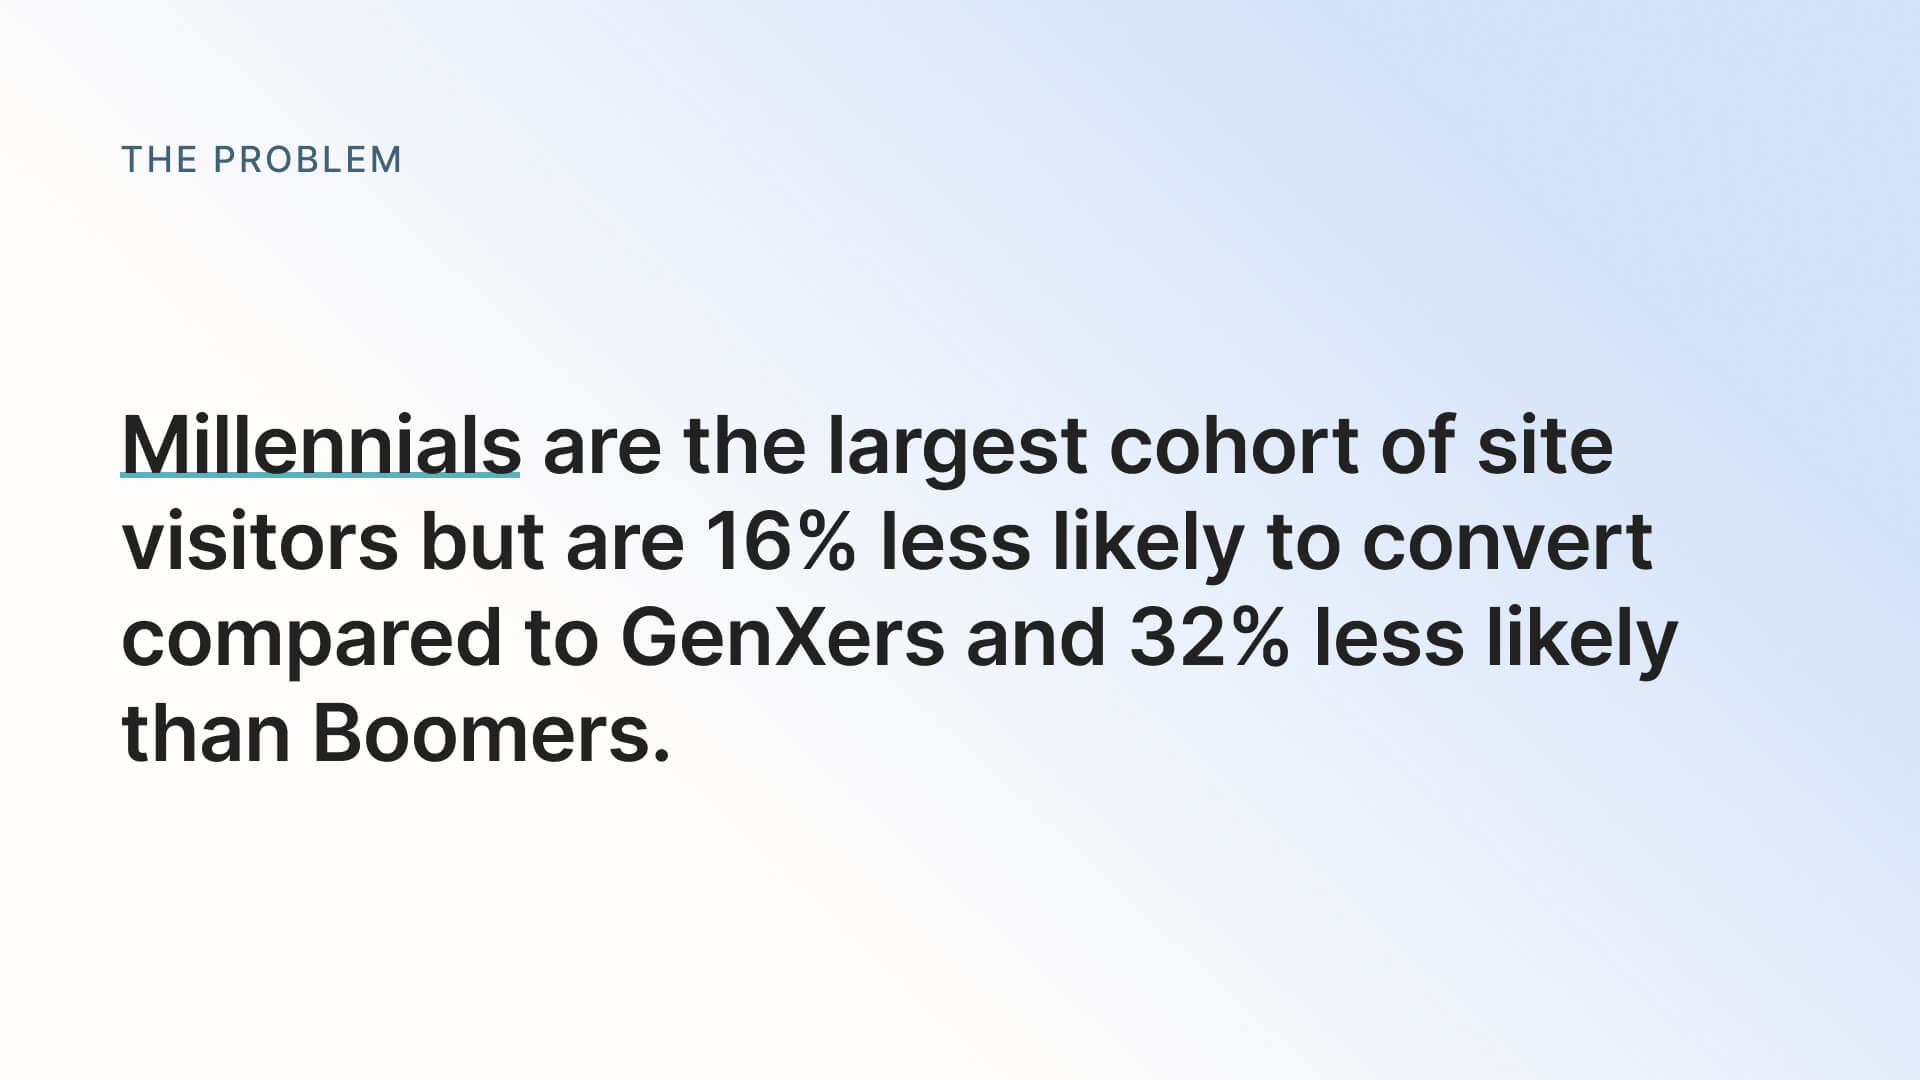 THE PROBLEM
Millennials are the largest cohort of site
visitors but are 16% less likely to convert
compared to GenXers and 32% less likely
than Boomers.